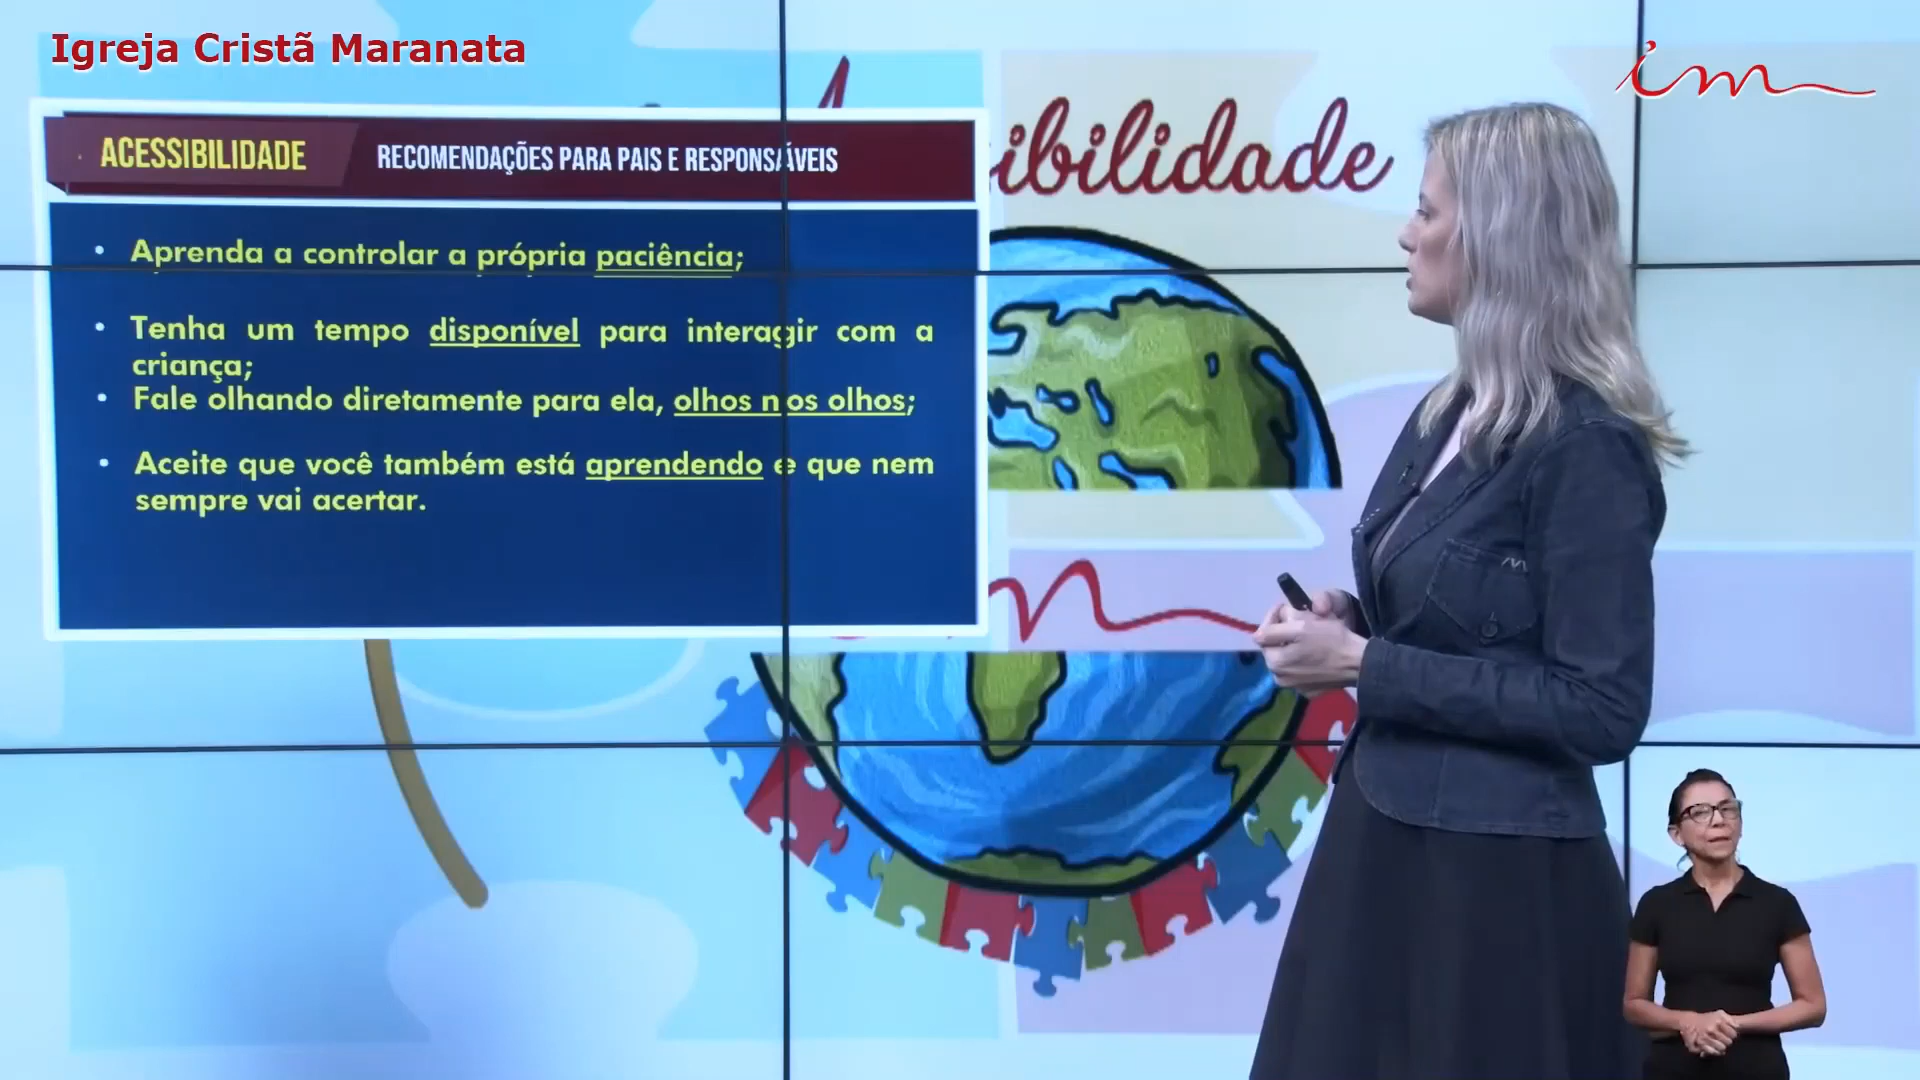 Igreja Cristã Maranata
im
ACESSIBILIDADE
RECOMENDAÇÕES PARA PAIS E RESPONSÁVEIS
sibilidade
• Aprenda a controlar a própria paciência;
• Tenha um tempo disponível para interagir com a
criança;
• Fale olhando diretamente para ela, olhos nos olhos;
• Aceite que você também está aprendendo e que nem
sempre vai acertar.